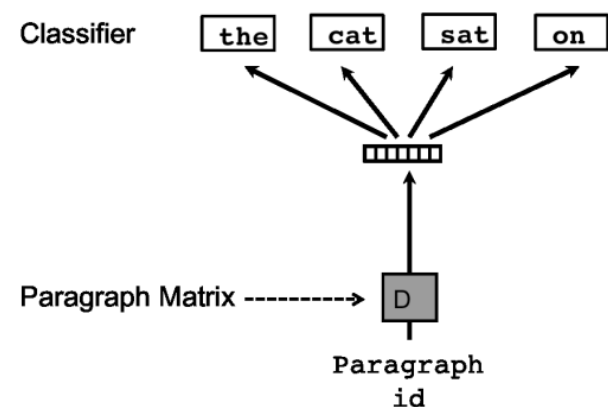 Classifier the cat sat on
Paragraph Matrix D
Paragraph
id